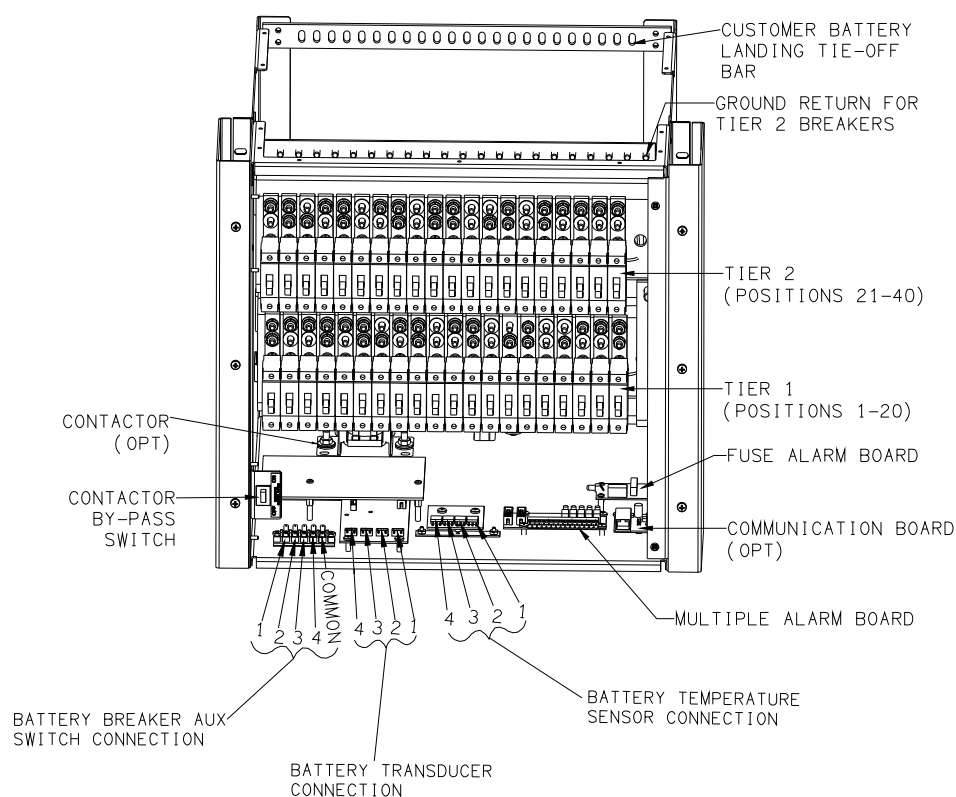 CUSTOMER BATTERY
LANDING TIE-OFF
BAR
GROUND RETURN FOR
TIER 2 BREAKERS
TIER 2
(POSITIONS 21-40)
TIER 1
(POSITIONS 1-20)
CONTACTOR
(OPT)
FUSE ALARM BOARD
CONTACTOR
BY-PASS
SWITCH
ON
OFF
COMMUNICATION BOARD
(OPT)
1 2 3 4 COMMON
4 3 2 1
4 3 2 1
MULTIPLE ALARM BOARD
BATTERY TEMPERATURE
SENSOR CONNECTION
BATTERY BREAKER AUX
SWITCH CONNECTION
BATTERY TRANSDUCER
CONNECTION